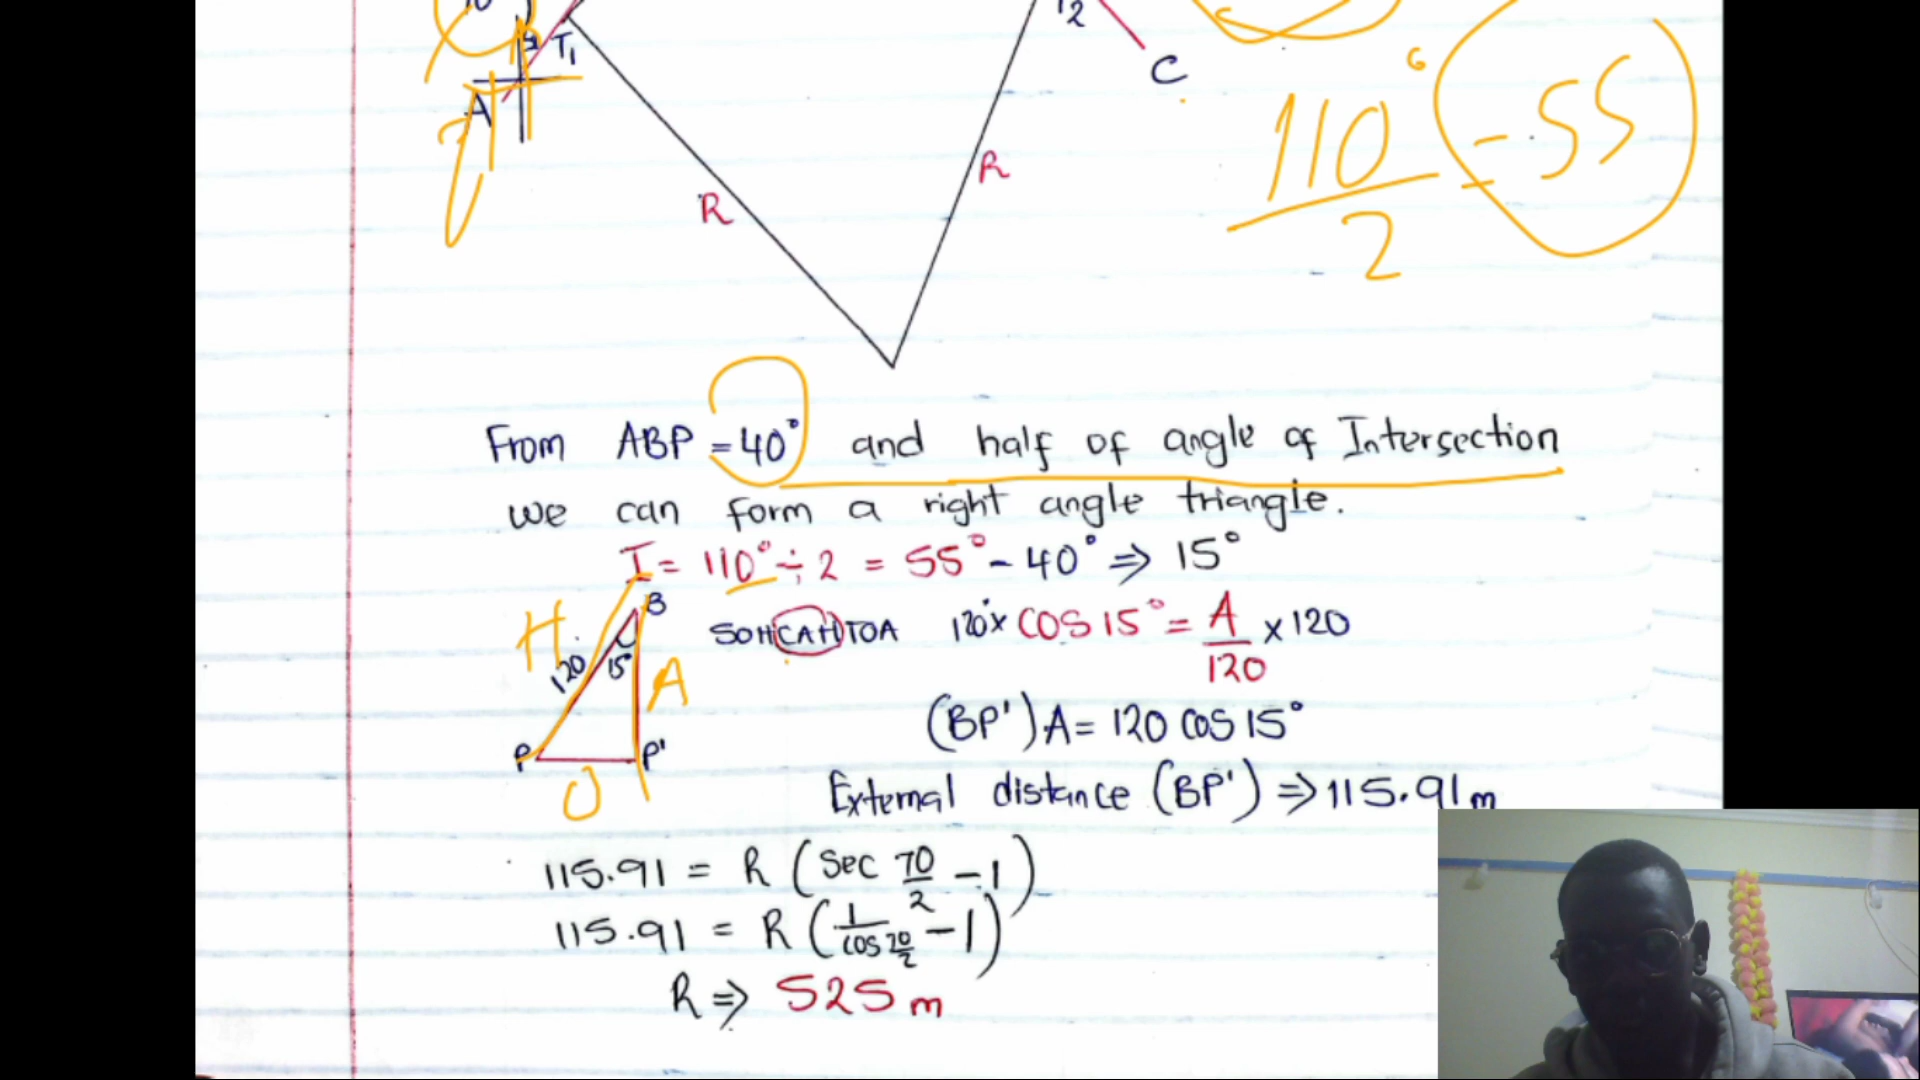 T1
T2
A
C
110/2 = 55
R
R
From ABP = 40° and half of angle of Intersection
we can form a right angle triangle.
I = 110° ÷ 2 = 55° - 40° ⇒ 15°
B
H
120
15°
A
P
P'
O
SOHCAHTOA 120 x COS 15° = A/120 x 120
(BP') A = 120 COS 15°
External distance (BP') ⇒ 115.91m
115.91 = R (Sec 70/2 - 1)
115.91 = R (1/cos 70/2 - 1)
R ⇒ 525 m